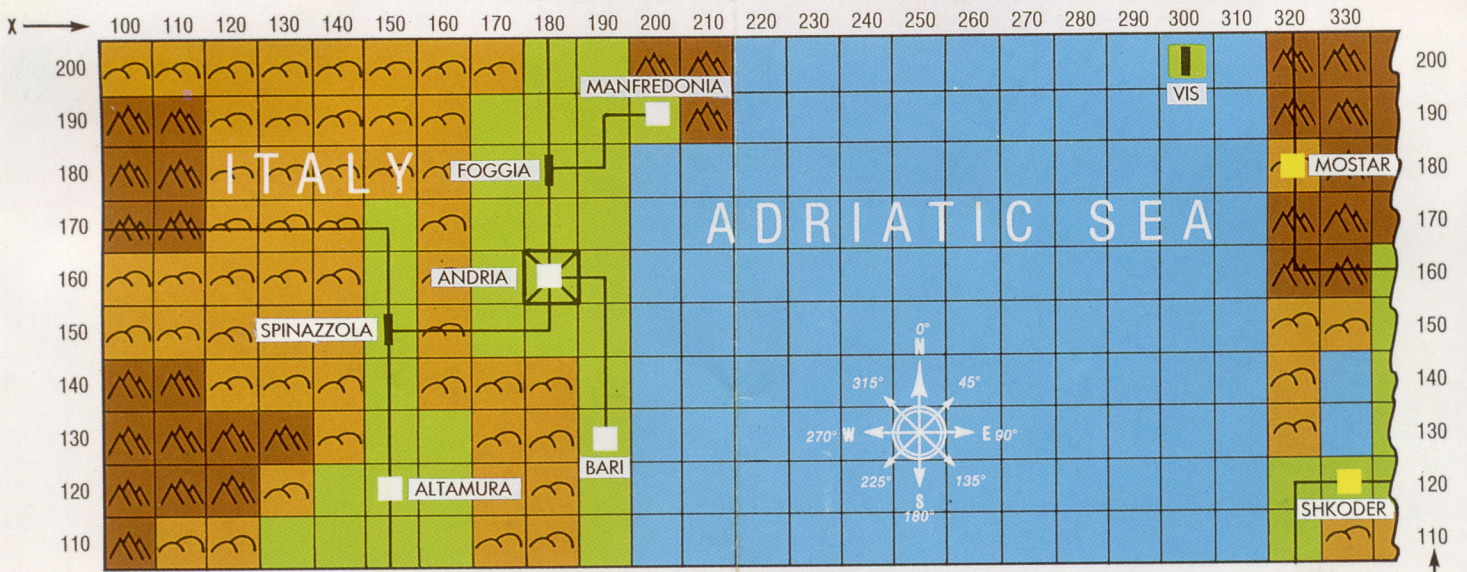 X 100 110 120 130 140 150 160 170 180 190 200 210 220 230 240 250 260 270 280 290 300 310 320 330
200 200
MANFREDONIA
VIS
190 190
ITALY
FOGGIA
180 MOSTAR 180
170 ADRIATIC SEA 170
160 ANDRIA 160
150 SPINAZZOLA 150
0°
N
140 315° 45° 140
130 270° W E 90° 130
BARI
120 ALTAMURA 225° 135° 120
S
180°
SHKODER
110 110